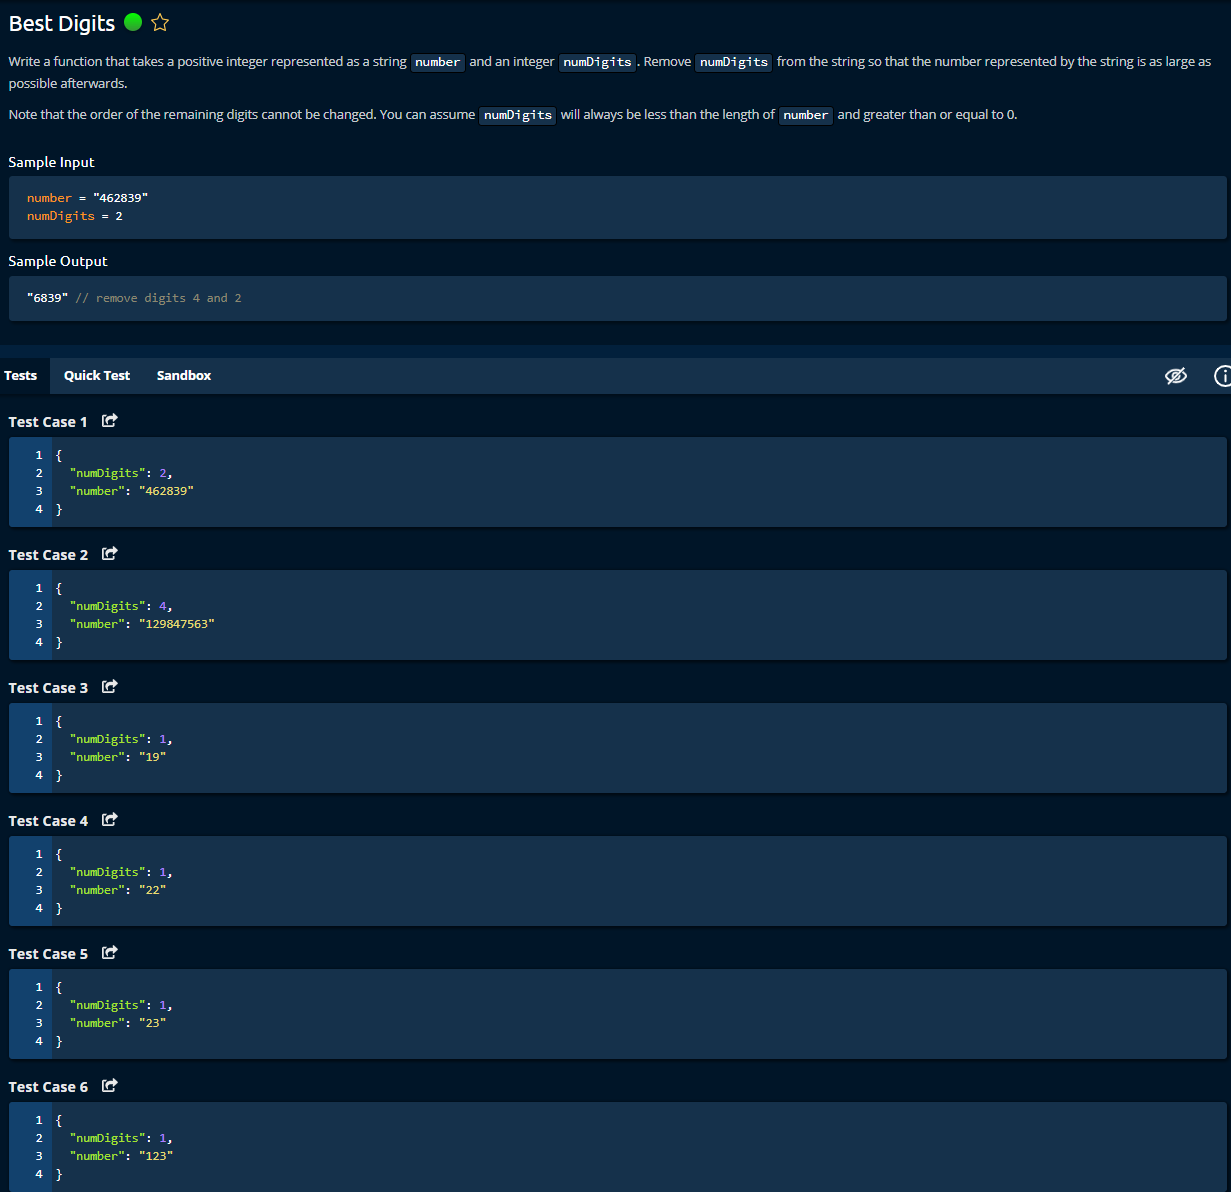 Best Digits
Write a function that takes a positive integer represented as a string number and an integer numDigits. Remove numDigits from the string so that the number represented by the string is as large as
possible afterwards.
Note that the order of the remaining digits cannot be changed. You can assume numDigits will always be less than the length of number and greater than or equal to 0.
Sample Input
number = "462839"
numDigits = 2
Sample Output
"6839" // remove digits 4 and 2
Tests Quick Test Sandbox
Test Case 1
1 {
2 "numDigits": 2,
3 "number": "462839"
4 }
Test Case 2
1 {
2 "numDigits": 4,
3 "number": "129847563"
4 }
Test Case 3
1 {
2 "numDigits": 1,
3 "number": "19"
4 }
Test Case 4
1 {
2 "numDigits": 1,
3 "number": "22"
4 }
Test Case 5
1 {
2 "numDigits": 1,
3 "number": "23"
4 }
Test Case 6
1 {
2 "numDigits": 1,
3 "number": "123"
4 }